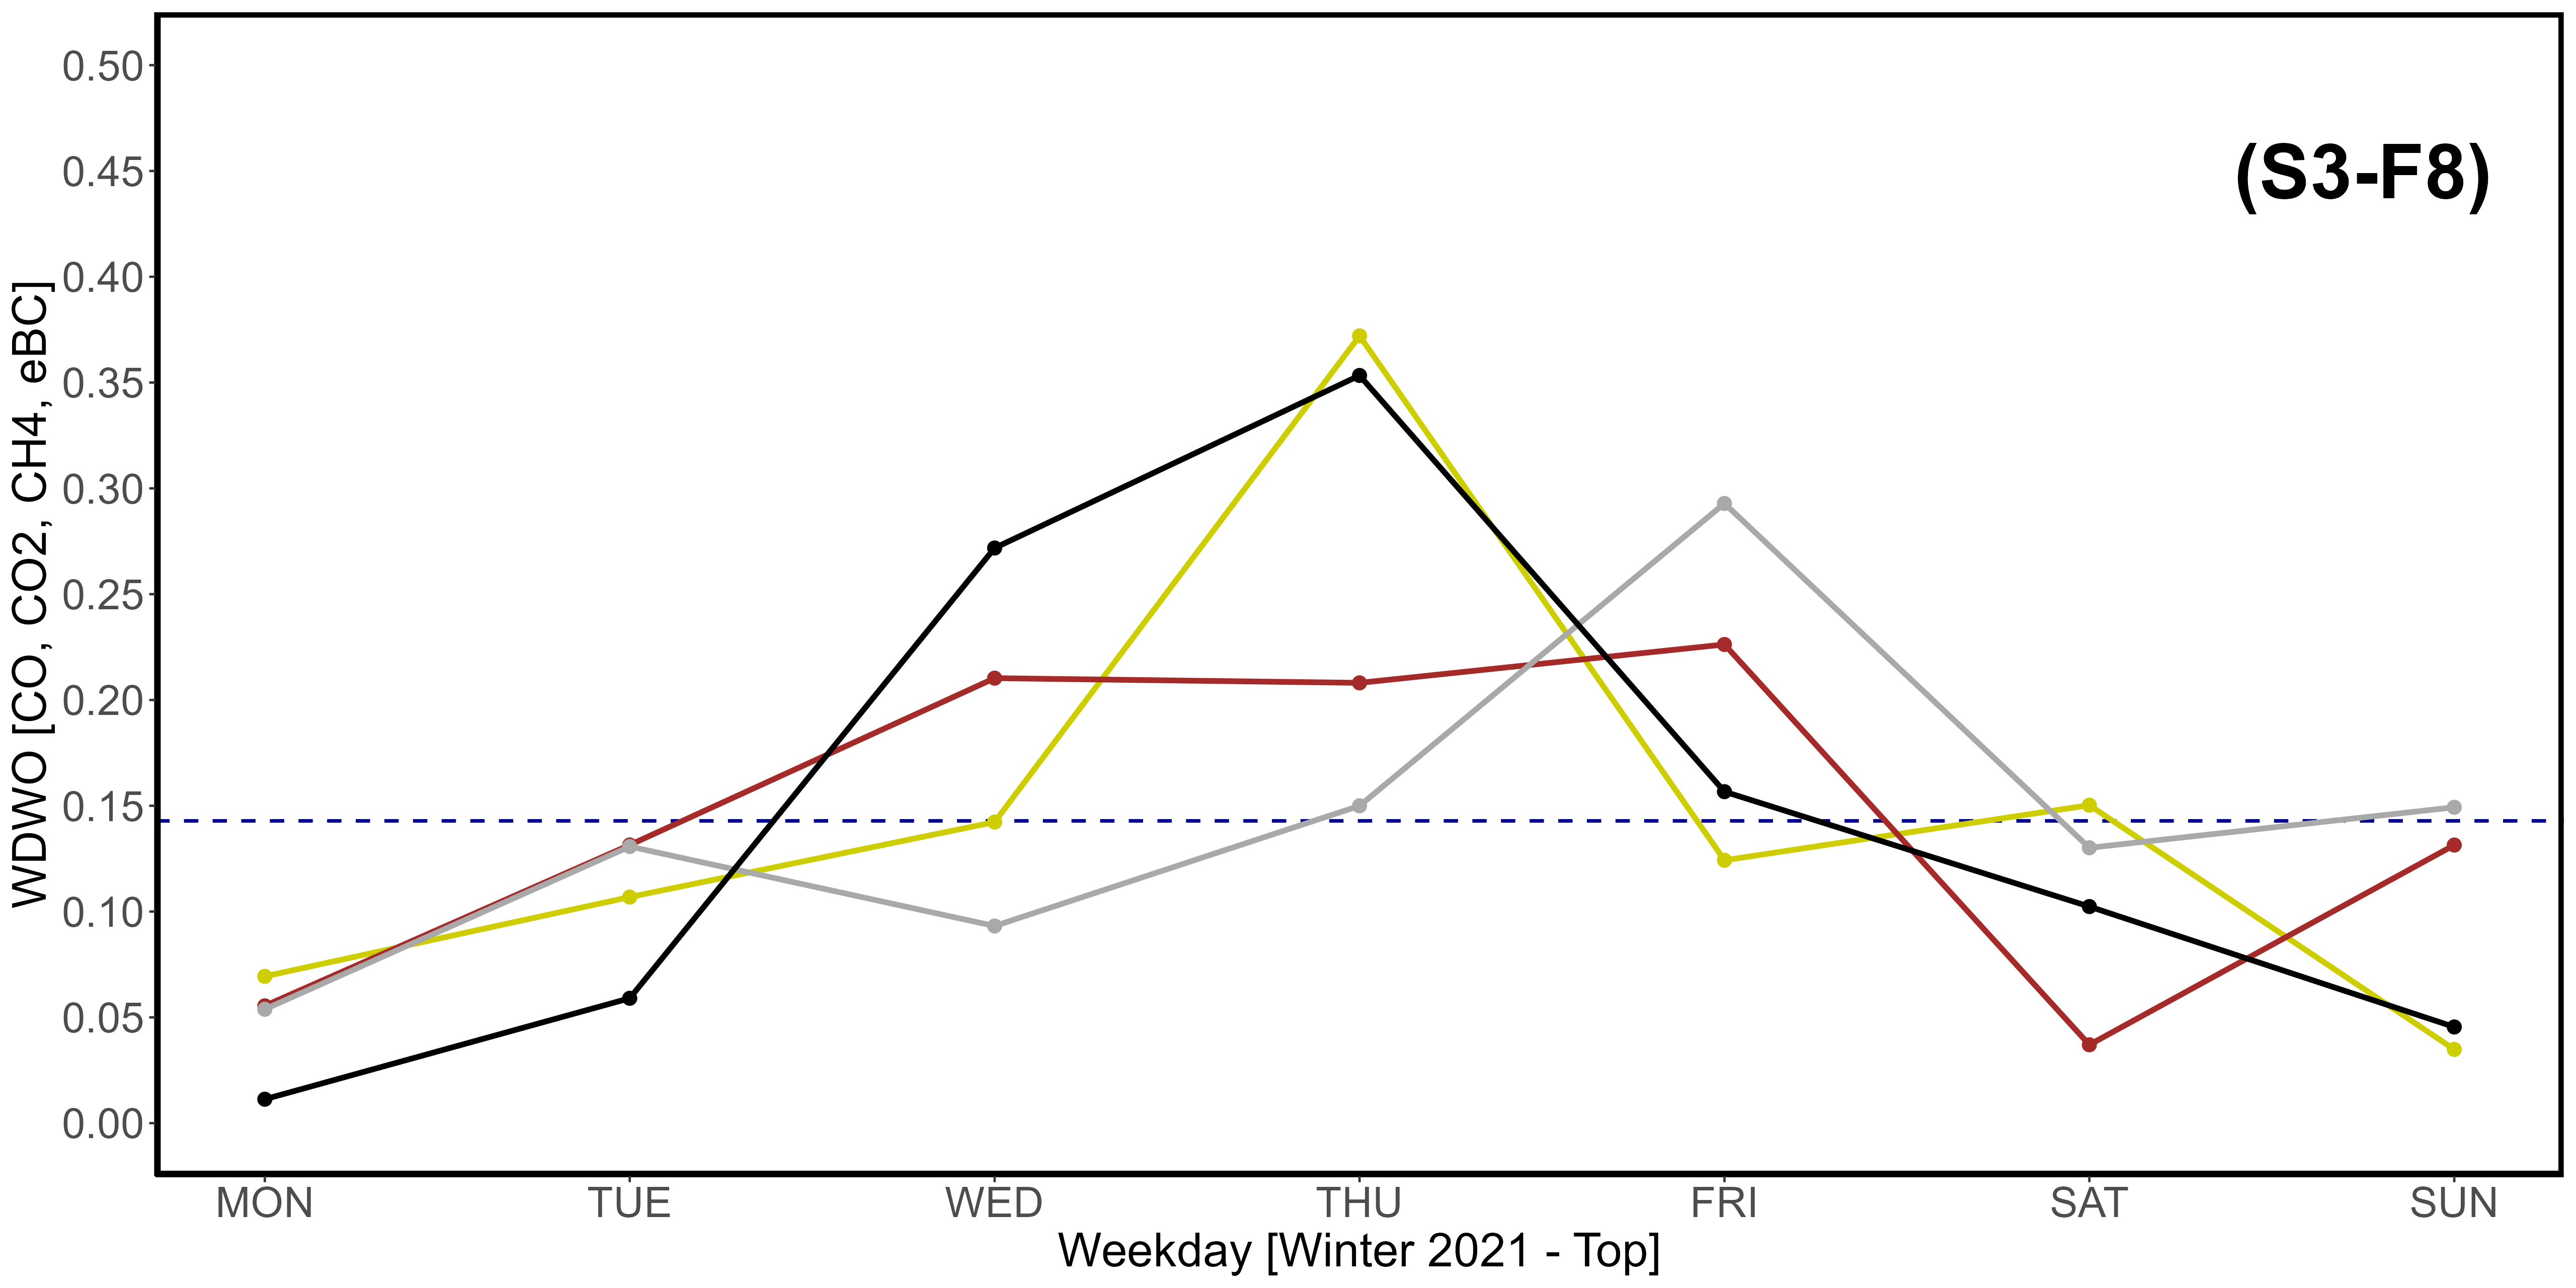 (S3-F8)
WDWO [CO, CO2, CH4, eBC]
0.50
0.45
0.40
0.35
0.30
0.25
0.20
0.15
0.10
0.05
0.00
MON TUE WED THU FRI SAT SUN
Weekday [Winter 2021 - Top]